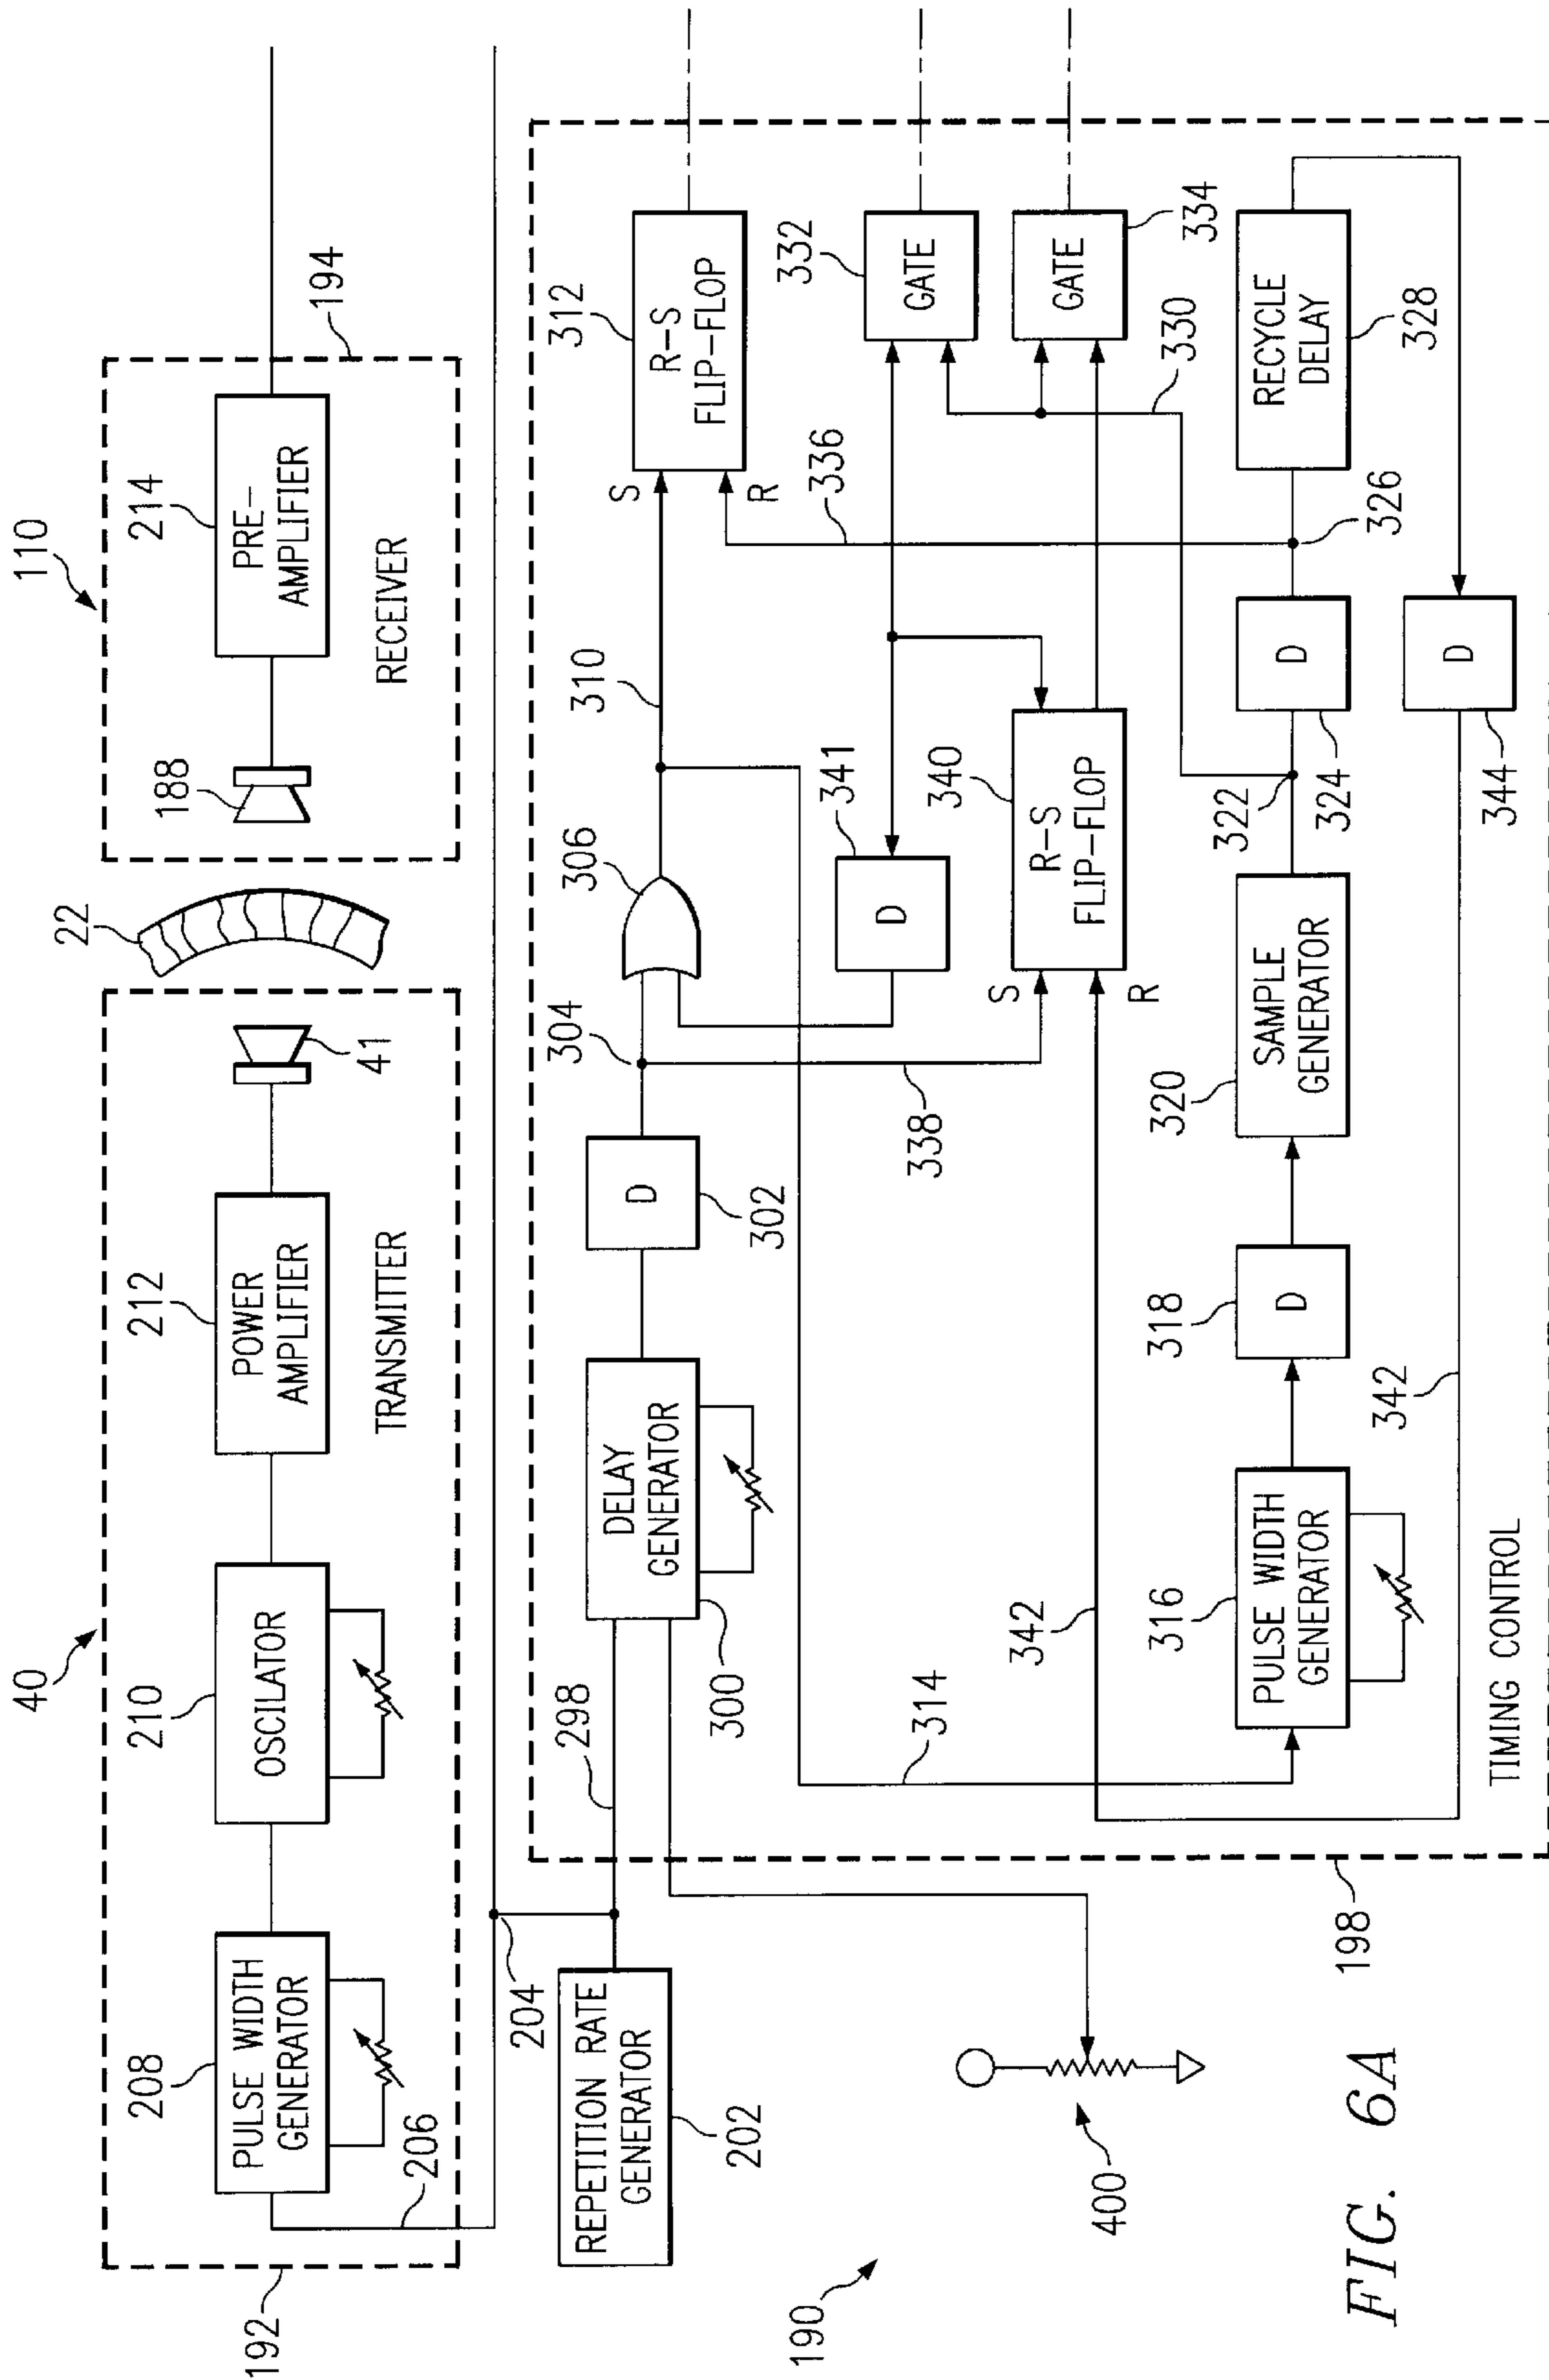 40
110
192
206
208
PULSE WIDTH
GENERATOR
210
OSCILATOR
212
POWER
AMPLIFIER
TRANSMITTER
41
22
188
214
PRE-
AMPLIFIER
RECEIVER
194
REPETITION RATE
GENERATOR
202
204
298
DELAY
GENERATOR
300
D
302
304
306
310
S
R
R-S
FLIP-FLOP
312
314
336
D
341
GATE
332
338
S
R
R-S
FLIP-FLOP
340
342
GATE
334
330
316
PULSE WIDTH
GENERATOR
318
D
320
SAMPLE
GENERATOR
322
D
324
326
RECYCLE
DELAY
328
342
D
344
TIMING CONTROL
198
400
190
FIG. 6A